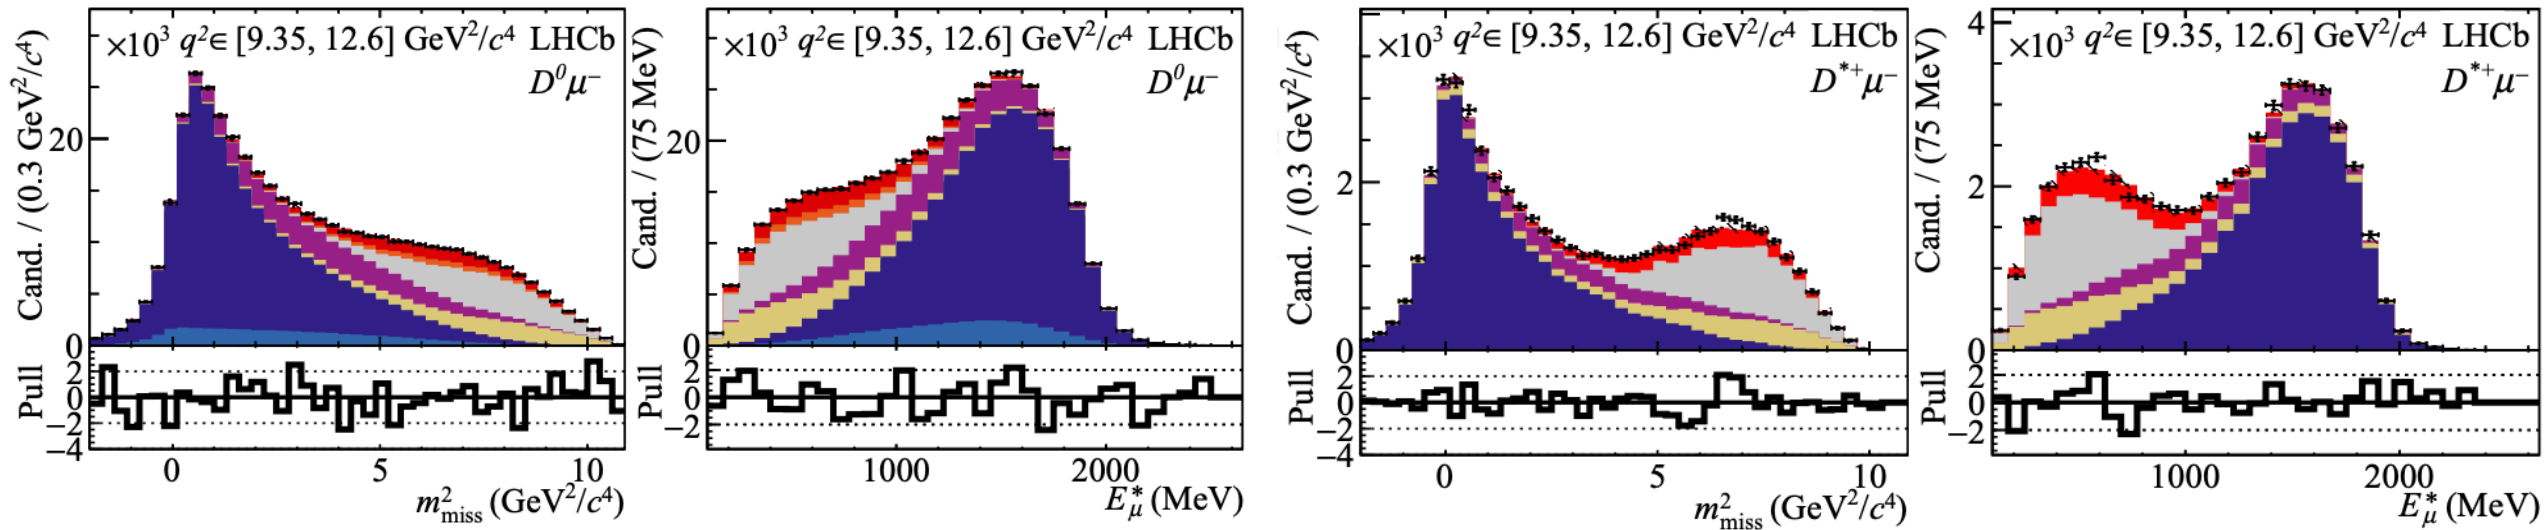 ×10³ q²∈ [9.35, 12.6] GeV²/c⁴ LHCb
D⁰μ⁻
Cand. / (0.3 GeV²/c⁴)
20
0
Pull
2
0
−2
−4
0 5 10
m²miss (GeV²/c⁴)
×10³ q²∈ [9.35, 12.6] GeV²/c⁴ LHCb
D⁰μ⁻
Cand. / (75 MeV)
20
0
Pull
2
0
−2
1000 2000
E*μ (MeV)
×10³ q²∈ [9.35, 12.6] GeV²/c⁴ LHCb
D*⁺μ⁻
Cand. / (0.3 GeV²/c⁴)
2
0
Pull
2
0
−2
−4
0 5 10
m²miss (GeV²/c⁴)
4
×10³ q²∈ [9.35, 12.6] GeV²/c⁴ LHCb
D*⁺μ⁻
Cand. / (75 MeV)
2
0
Pull
2
0
−2
1000 2000
E*μ (MeV)